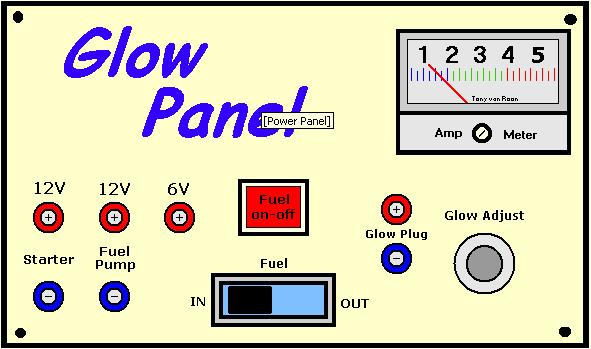 Glow
Panel
[Power Panel]
1 2 3 4 5
Tony van Roon
Amp Meter
12V 12V 6V
Fuel
on-off
Starter
Fuel
Pump
Glow Plug
Glow Adjust
Fuel
IN OUT